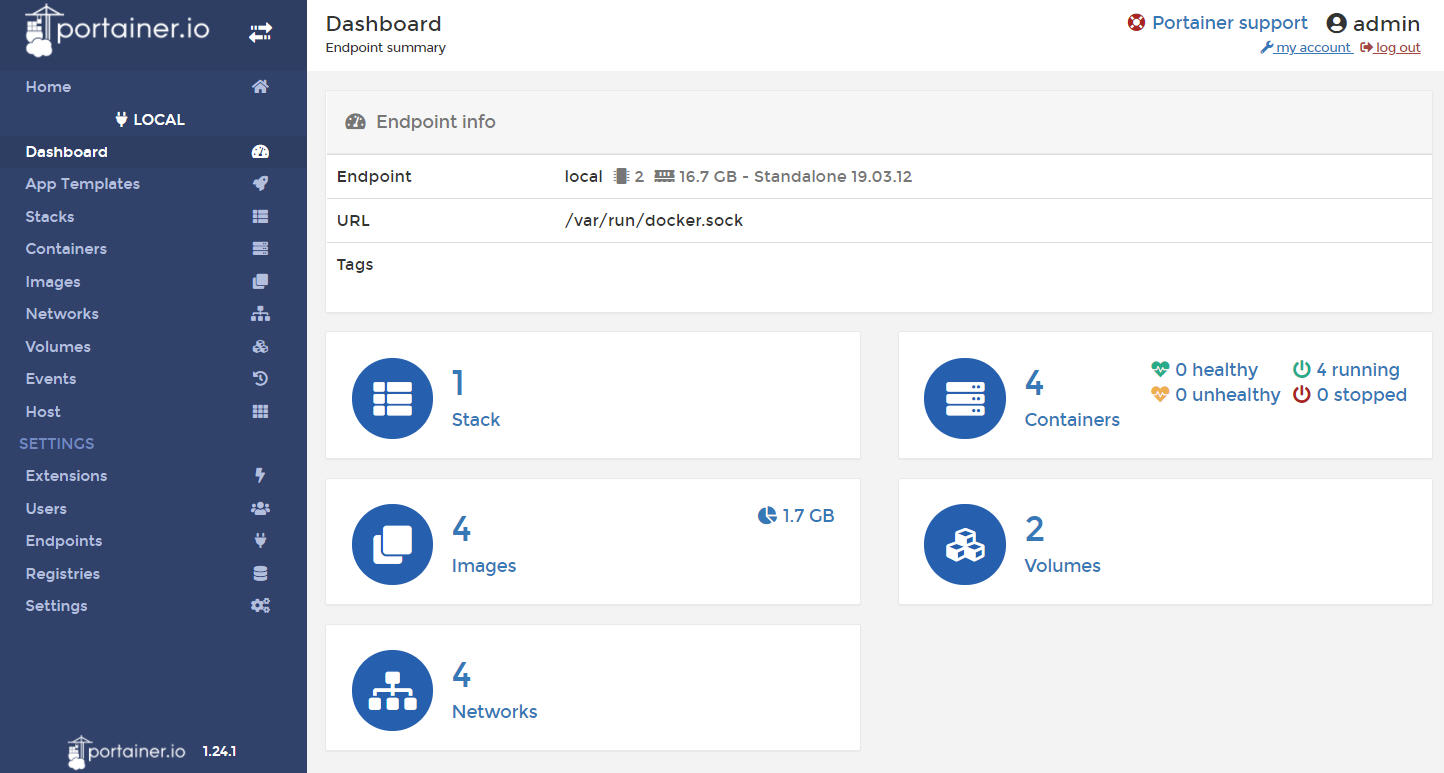 portainer.io
Home
LOCAL
Dashboard
App Templates
Stacks
Containers
Images
Networks
Volumes
Events
Host
SETTINGS
Extensions
Users
Endpoints
Registries
Settings
portainer.io 1.24.1
Dashboard
Endpoint summary
Portainer support admin
my account log out
Endpoint info
Endpoint local 2 16.7 GB - Standalone 19.03.12
URL /var/run/docker.sock
Tags
1
Stack
4
Containers
0 healthy 4 running
0 unhealthy 0 stopped
4
Images
1.7 GB
2
Volumes
4
Networks